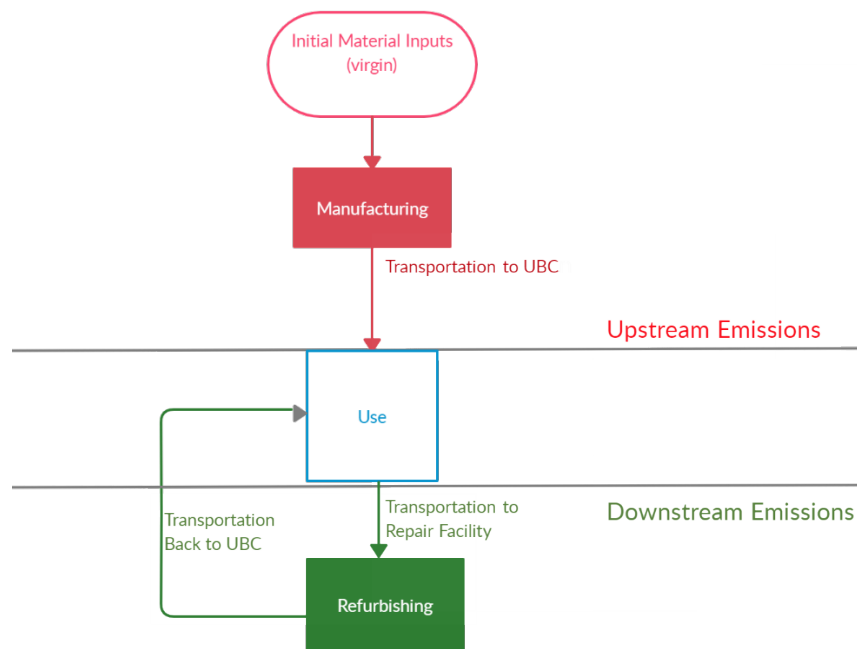 Initial Material Inputs
(virgin)
Manufacturing
Transportation to UBC
Upstream Emissions
Use
Transportation
Back to UBC
Transportation to
Repair Facility
Downstream Emissions
Refurbishing